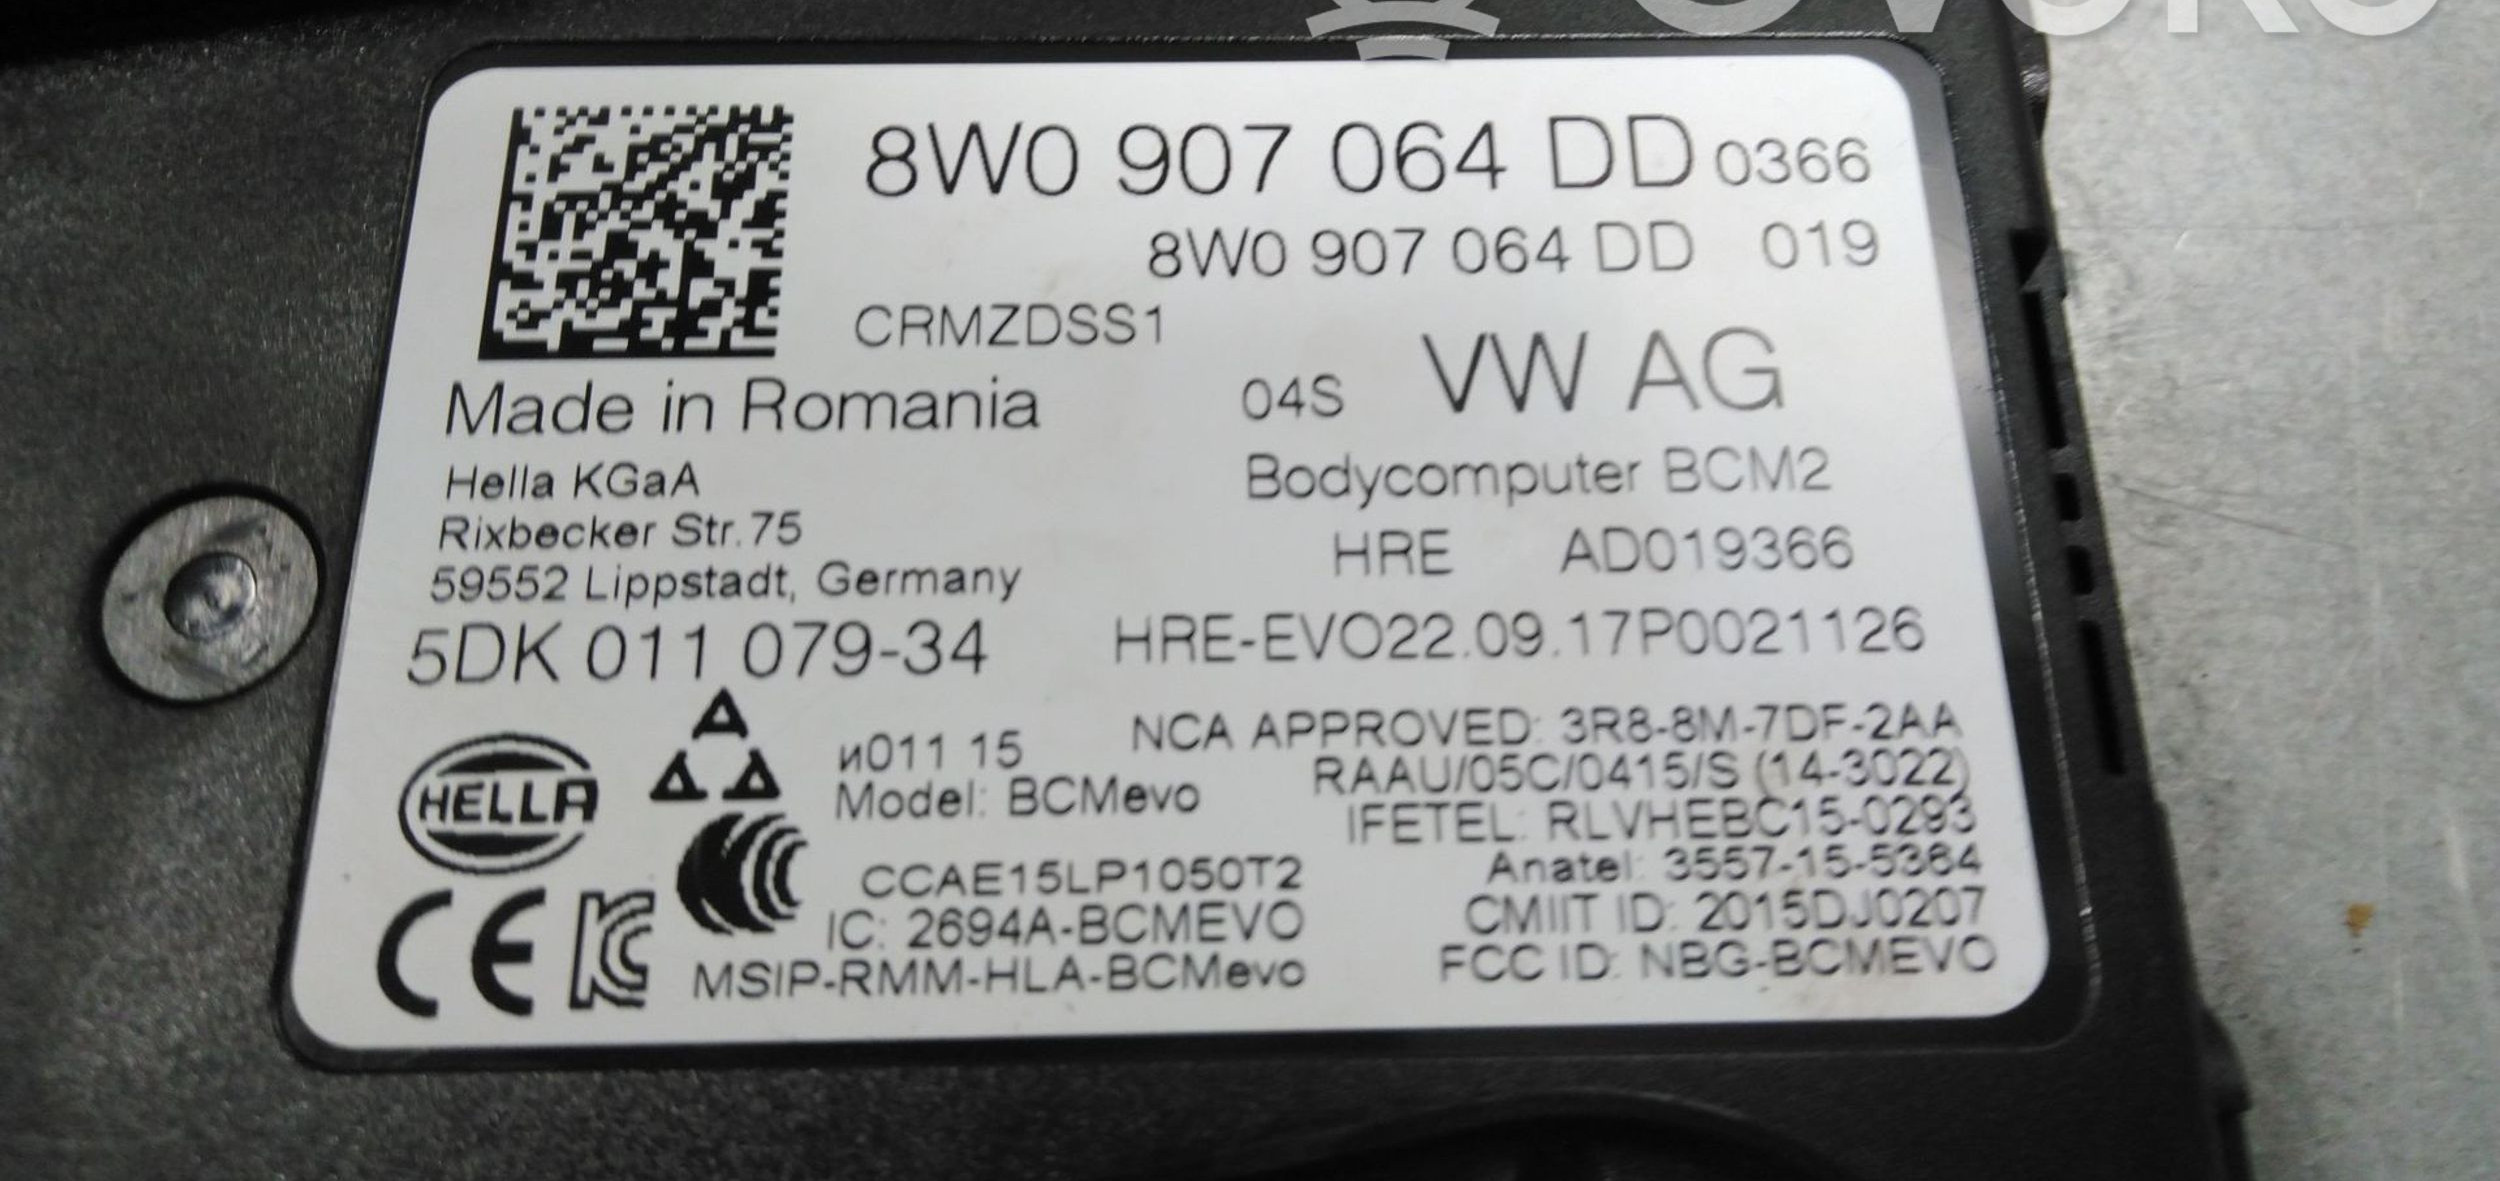 8W0 907 064 DD 0366
8W0 907 064 DD 019
CRMZDSS1
Made in Romania
04S VW AG
Hella KGaA
Bodycomputer BCM2
Rixbecker Str.75
HRE AD019366
59552 Lippstadt, Germany
5DK 011 079-34
HRE-EVO22.09.17P0021126
NCA APPROVED: 3R8-8M-7DF-2AA
и011 15
RAAU/05C/0415/S (14-3022)
Model: BCMevo
IFETEL: RLVHEBC15-0293
HELLA
Anatel: 3557-15-5364
CCAE15LP1050T2
CMIIT ID: 2015DJ0207
IC: 2694A-BCMEVO
FCC ID: NBG-BCMEVO
CE
MSIP-RMM-HLA-BCMevo